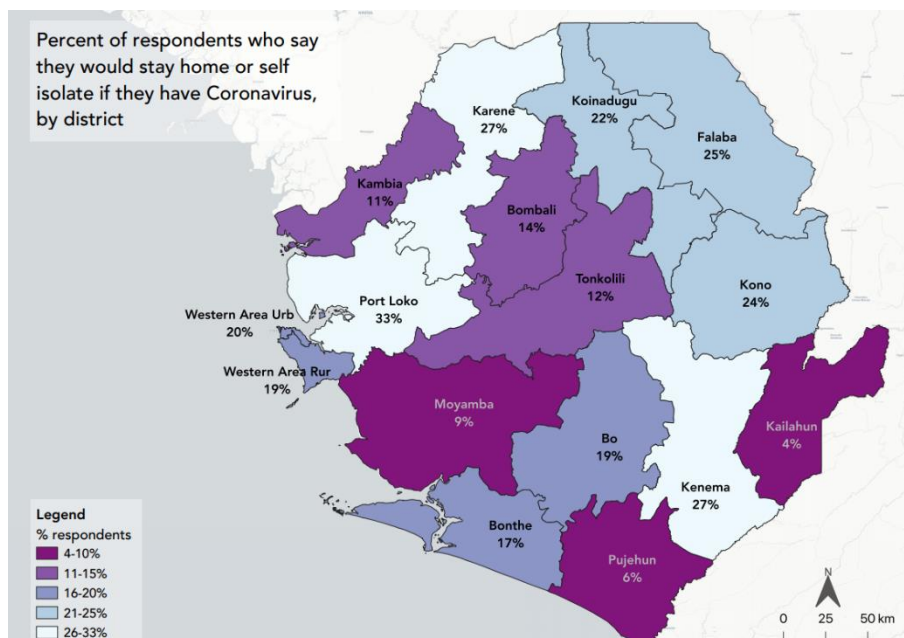 Percent of respondents who say
they would stay home or self
isolate if they have Coronavirus,
by district
Karene
27%
Koinadugu
22%
Falaba
25%
Kambia
11%
Bombali
14%
Tonkolili
12%
Kono
24%
Port Loko
33%
Western Area Urb
20%
Western Area Rur
19%
Moyamba
9%
Bo
19%
Kailahun
4%
Kenema
27%
Bonthe
17%
Pujehun
6%
Legend
% respondents
4-10%
11-15%
16-20%
21-25%
26-33%
N
0 25 50 km